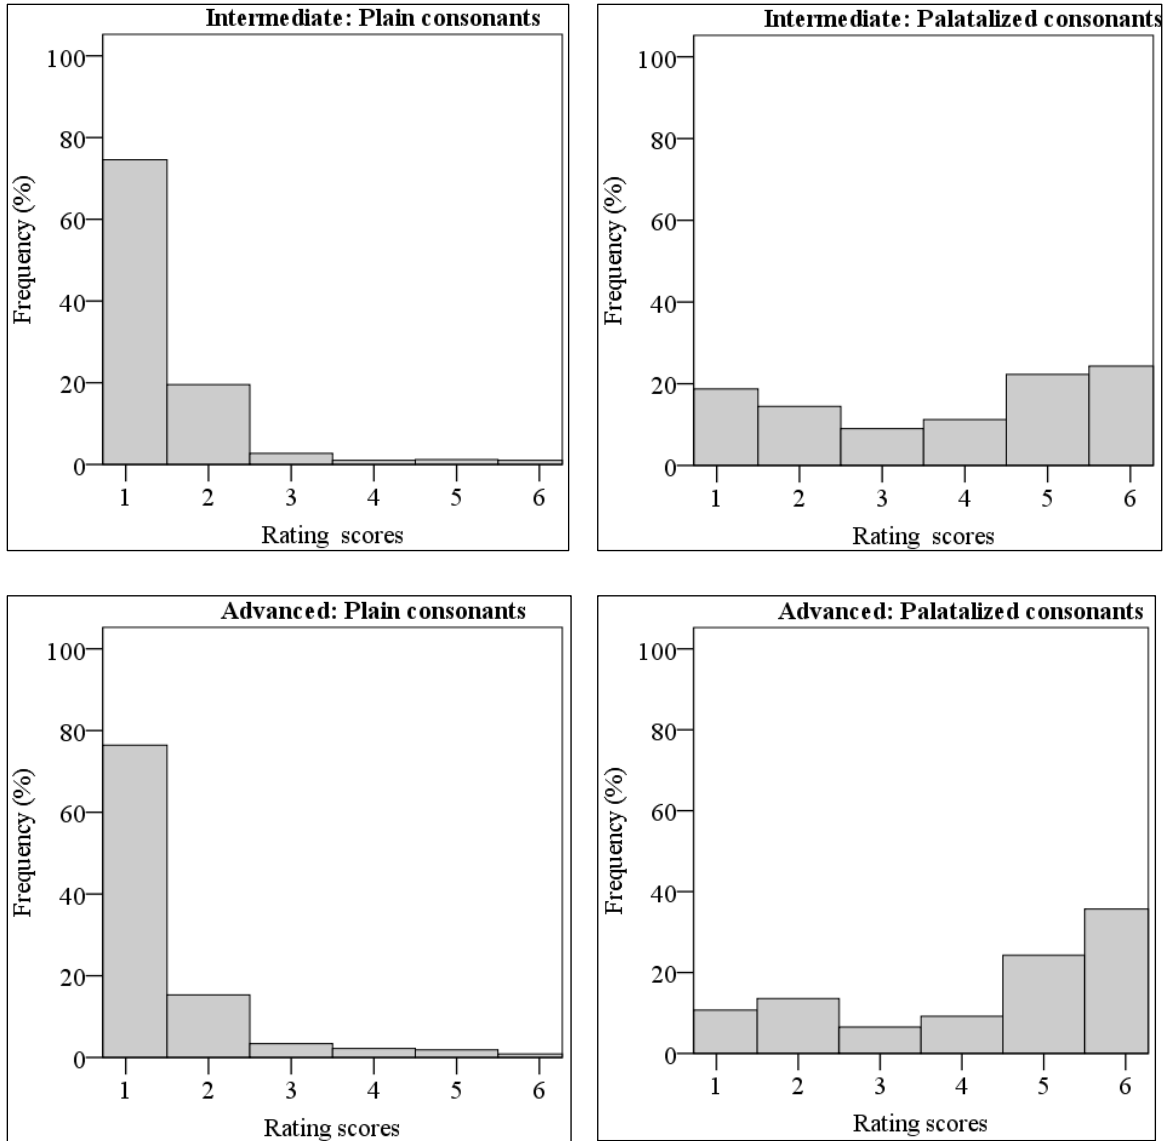 Intermediate: Plain consonants
100
80
60
40
20
0
Frequency (%)
1 2 3 4 5 6
Rating scores
Intermediate: Palatalized consonants
100
80
60
40
20
0
Frequency (%)
1 2 3 4 5 6
Rating scores
Advanced: Plain consonants
100
80
60
40
20
0
Frequency (%)
1 2 3 4 5 6
Rating scores
Advanced: Palatalized consonants
100
80
60
40
20
0
Frequency (%)
1 2 3 4 5 6
Rating scores